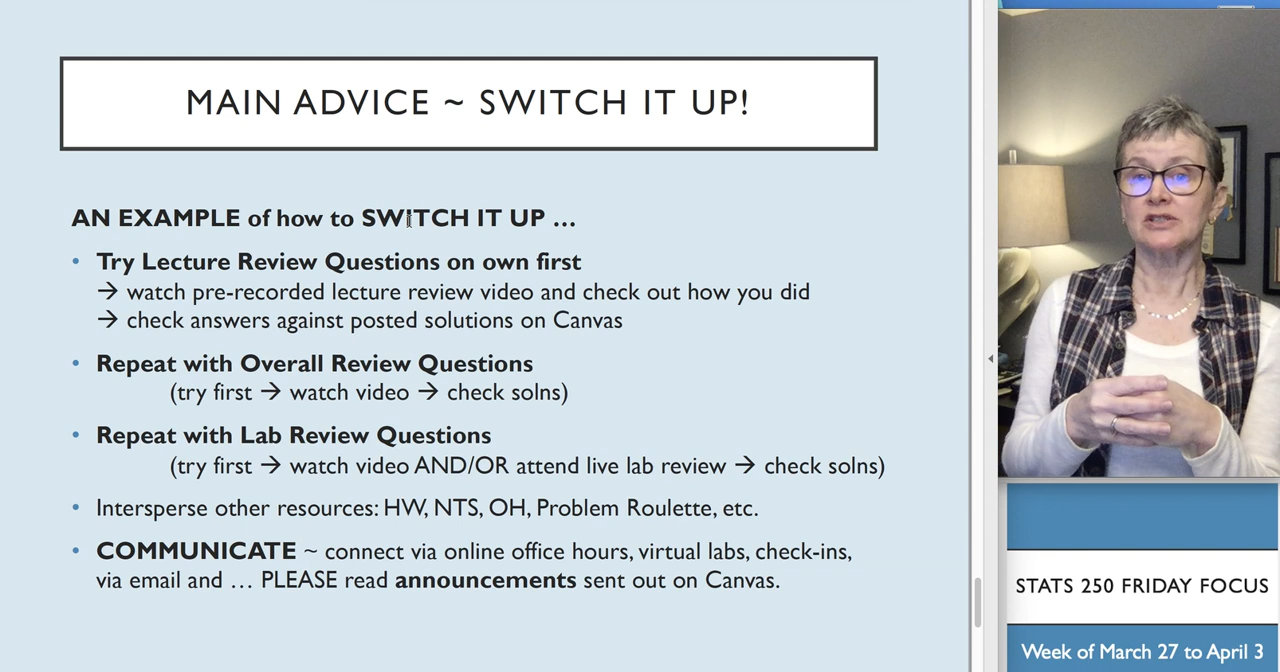 MAIN ADVICE ~ SWITCH IT UP!
AN EXAMPLE of how to SWITCH IT UP …
• Try Lecture Review Questions on own first
→ watch pre-recorded lecture review video and check out how you did
→ check answers against posted solutions on Canvas
• Repeat with Overall Review Questions
(try first → watch video → check solns)
• Repeat with Lab Review Questions
(try first → watch video AND/OR attend live lab review → check solns)
• Intersperse other resources: HW, NTS, OH, Problem Roulette, etc.
• COMMUNICATE ~ connect via online office hours, virtual labs, check-ins,
via email and … PLEASE read announcements sent out on Canvas.
STATS 250 FRIDAY FOCUS
Week of March 27 to April 3